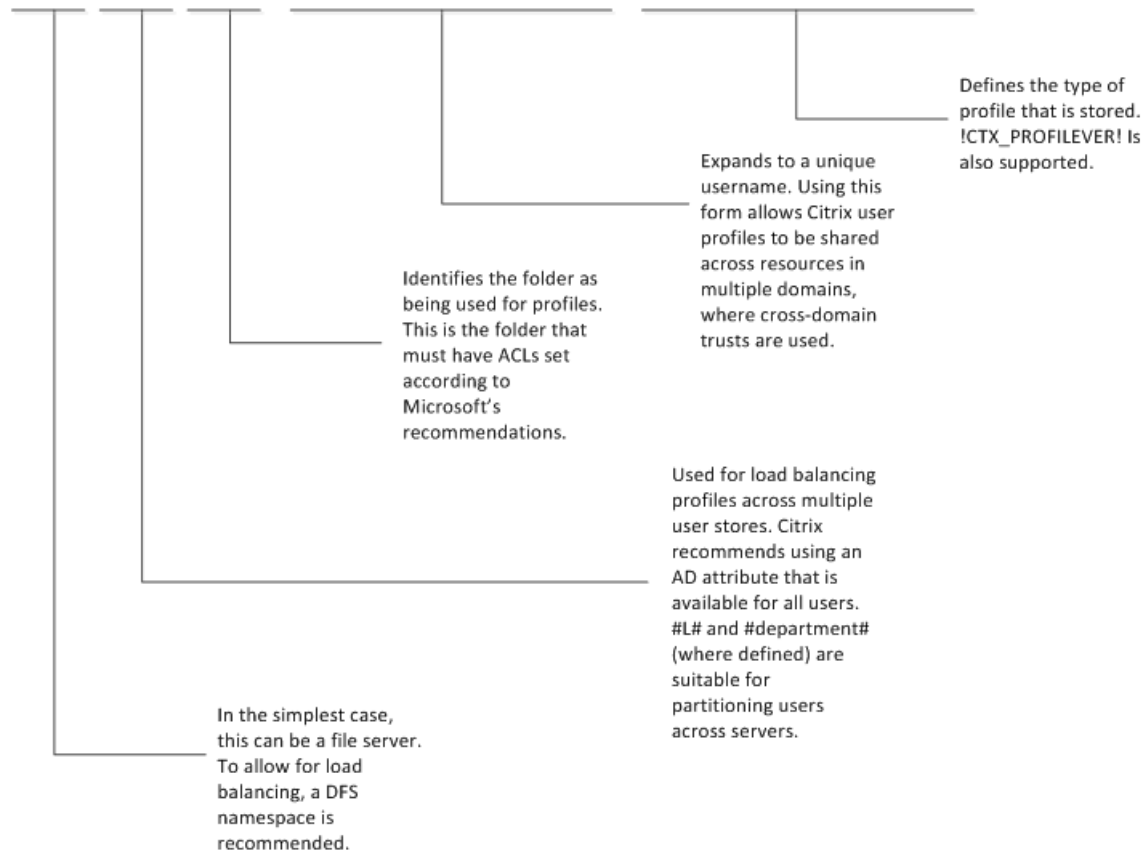 Defines the type of
profile that is stored.
!CTX_PROFILEVER! Is
also supported.
Expands to a unique
username. Using this
form allows Citrix user
profiles to be shared
across resources in
multiple domains,
where cross-domain
trusts are used.
Identifies the folder as
being used for profiles.
This is the folder that
must have ACLs set
according to
Microsoft's
recommendations.
Used for load balancing
profiles across multiple
user stores. Citrix
recommends using an
AD attribute that is
available for all users.
#L# and #department#
(where defined) are
suitable for
partitioning users
across servers.
In the simplest case,
this can be a file server.
To allow for load
balancing, a DFS
namespace is
recommended.